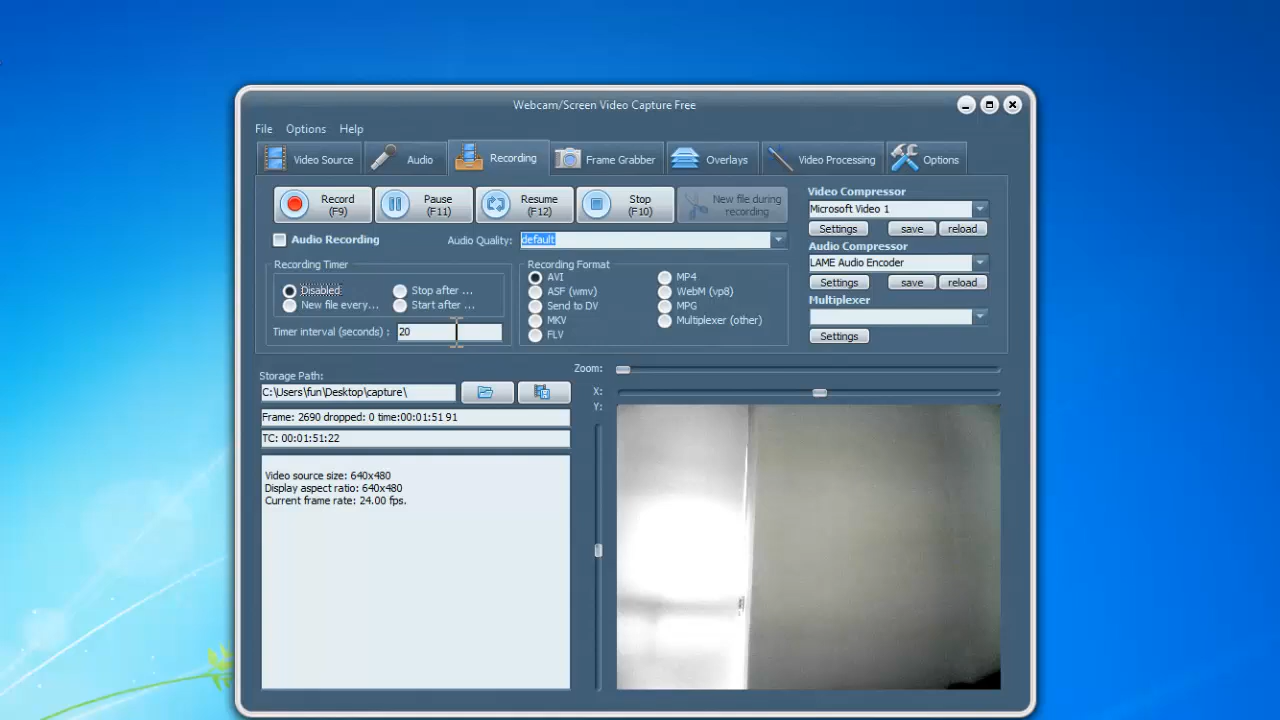 Webcam/Screen Video Capture Free
File Options Help
Video Source Audio Recording Frame Grabber Overlays Video Processing Options
Record (F9)
Pause (F11)
Resume (F12)
Stop (F10)
New file during recording
Audio Recording
Audio Quality: default
Recording Timer
Disabled
Stop after ...
New file every...
Start after ...
Timer interval (seconds) : 20
Recording Format
AVI
ASF (wmv)
Send to DV
MKV
FLV
MP4
WebM (vp8)
MPG
Multiplexer (other)
Video Compressor
Microsoft Video 1
Settings save reload
Audio Compressor
LAME Audio Encoder
Settings save reload
Multiplexer
Settings
Storage Path:
C:\Users\fun\Desktop\capture\
Frame: 2690 dropped: 0 time:00:01:51 91
TC: 00:01:51:22
Video source size: 640x480
Display aspect ratio: 640x480
Current frame rate: 24.00 fps.
Zoom:
X:
Y: